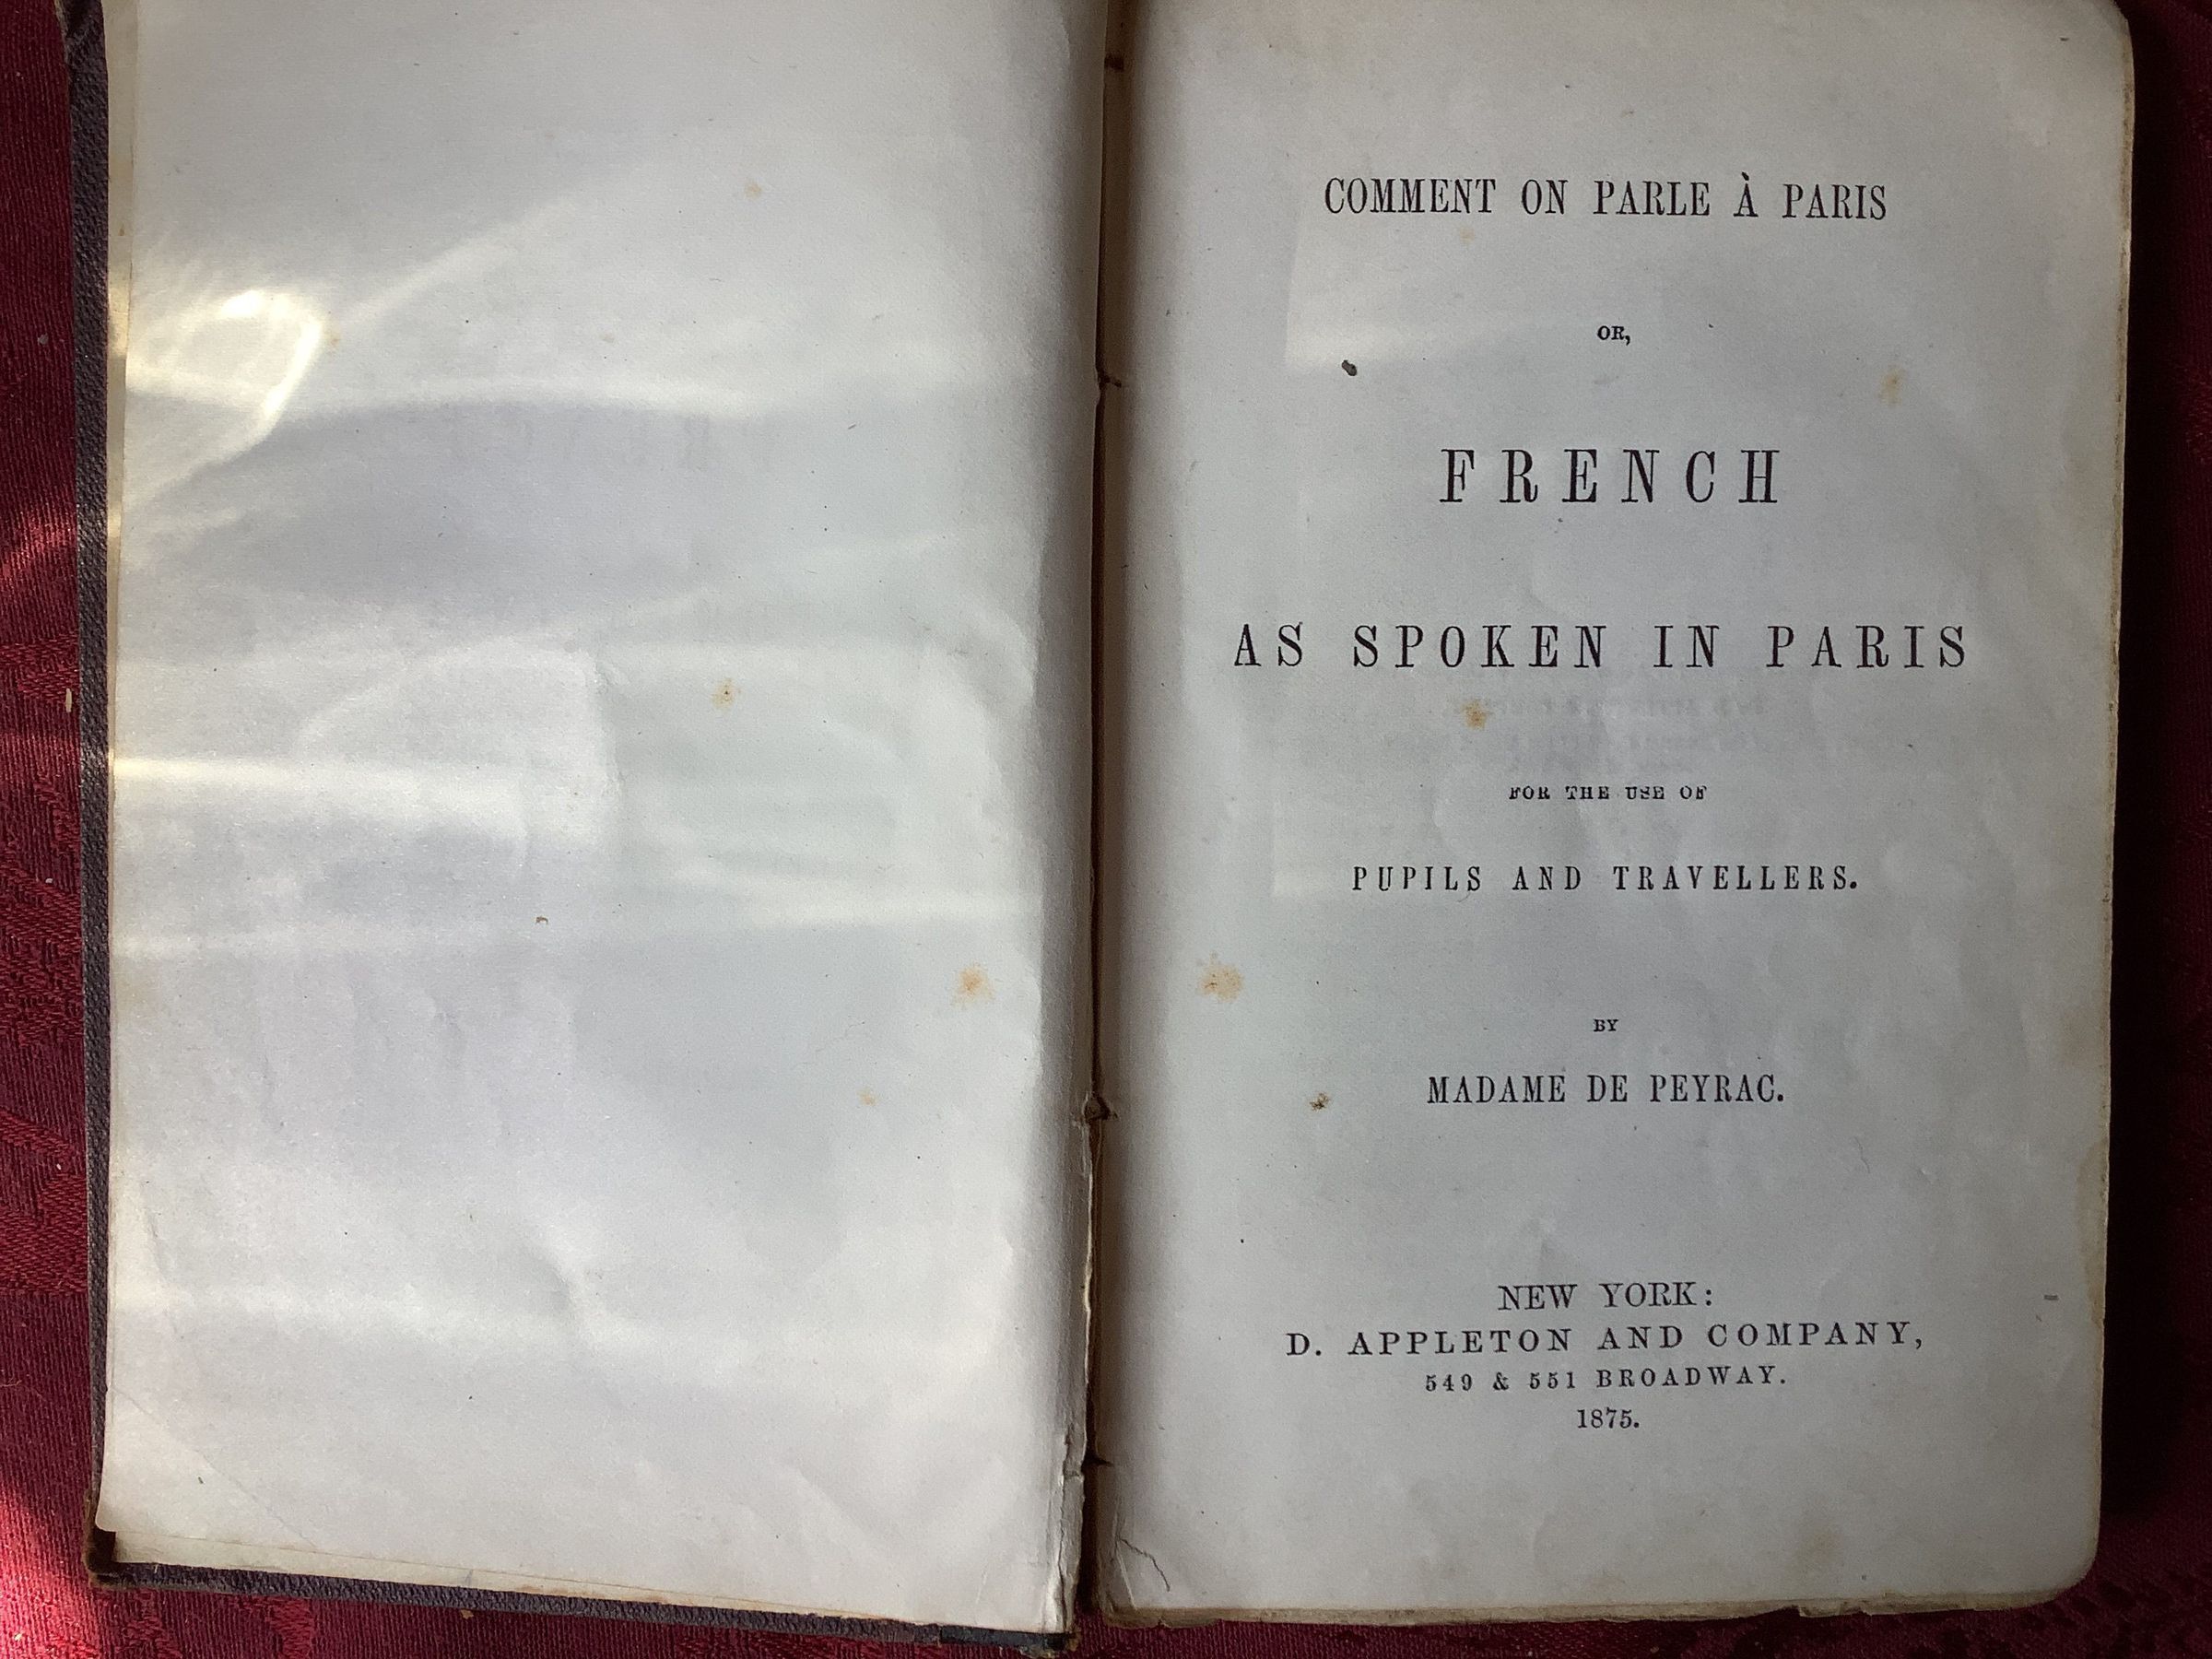 COMMENT ON PARLE À PARIS
OR,
FRENCH
AS SPOKEN IN PARIS
FOR THE USE OF
PUPILS AND TRAVELLERS.
BY
MADAME DE PEYRAC.
NEW YORK:
D. APPLETON AND COMPANY,
549 & 551 BROADWAY.
1875.